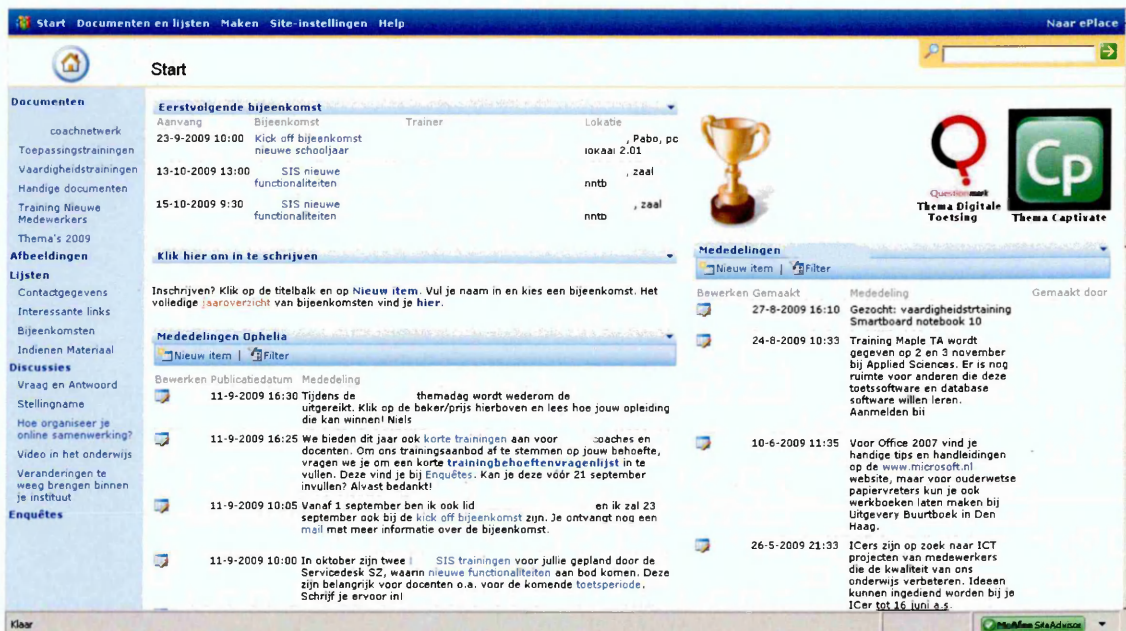 Start Documenten en lijsten Maken Site-instellingen Help
Naar ePlace
Start
Documenten
coachnetwerk
Toepassingstrainingen
Vaardigheidstrainingen
Handige documenten
Training Nieuwe
Medewerkers
Thema's 2009
Afbeeldingen
Lijsten
Contactgegevens
Interessante links
Bijeenkomsten
Indienen Materiaal
Discussies
Vraag en Antwoord
Stellingname
Hoe organiseer je
online samenwerking?
Video in het onderwijs
Veranderingen te
weeg brengen binnen
je instituut
Enquêtes
Eerstvolgende bijeenkomst
Aanvang Bijeenkomst Trainer Lokatie
23-9-2009 10:00 Kick off bijeenkomst , Pabo, pc
nieuwe schooljaar lokaal 2.01
13-10-2009 13:00 SIS nieuwe , zaal
functionaliteiten nntb
15-10-2009 9:30 SIS nieuwe , zaal
functionaliteiten nntb
Klik hier om in te schrijven
Inschrijven? Klik op de titelbalk en op Nieuw item. Vul je naam in en kies een bijeenkomst. Het
volledige jaaroverzicht van bijeenkomsten vind je hier.
Mededelingen Ophelia
Nieuw item | Filter
Bewerken Publicatiedatum Mededeling
11-9-2009 16:30 Tijdens de themadag wordt wederom de
uitgereikt. Klik op de beker/prijs hierboven en lees hoe jouw opleiding
die kan winnen! Niels
11-9-2009 16:25 We bieden dit jaar ook korte trainingen aan voor coaches en
docenten. Om ons trainingsaanbod af te stemmen op jouw behoefte,
vragen we je om een korte trainingbehoeftenvragenlijst in te
vullen. Deze vind je bij Enquêtes. Kan je deze vóór 21 september
invullen? Alvast bedankt!
11-9-2009 10:05 Vanaf 1 september ben ik ook lid en ik zal 23
september ook bij de kick off bijeenkomst zijn. Je ontvangt nog een
mail met meer informatie over de bijeenkomst.
11-9-2009 10:00 In oktober zijn twee SIS trainingen voor jullie gepland door de
Servicedesk SZ, waarin nieuwe functionaliteiten aan bod komen. Deze
zijn belangrijk voor docenten o.a. voor de komende toetsperiode.
Schrijf je ervoor in!
Questionmark
Thema Digitale
Toetsing
Cp
Thema Captivate
Mededelingen
Nieuw item | Filter
Bewerken Gemaakt Mededeling Gemaakt door
27-8-2009 16:10 Gezocht: vaardigheidstrtaining
Smartboard notebook 10
24-8-2009 10:33 Training Maple TA wordt
gegeven op 2 en 3 november
bij Applied Sciences. Er is nog
ruimte voor anderen die deze
toetssoftware en database
software willen leren.
Aanmelden bij
10-6-2009 11:35 Voor Office 2007 vind je
handige tips en handleidingen
op de www.microsoft.nl
website, maar voor ouderwetse
papiervreters kun je ook
werkboeken laten maken bij
Uitgevery Buurtboek in Den
Haag.
26-5-2009 21:33 ICers zijn op zoek naar ICT
projecten van medewerkers
die de kwaliteit van ons
onderwijs verbeteren. Ideeen
kunnen ingediend worden bij je
ICer tot 16 juni a.s.
Klaar
McAfee SiteAdvisor